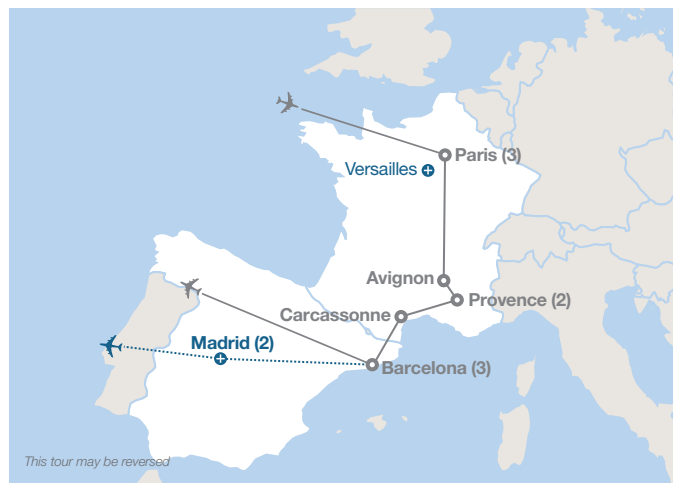 Paris (3)
Versailles
Avignon
Provence (2)
Carcassonne
Madrid (2)
Barcelona (3)
This tour may be reversed